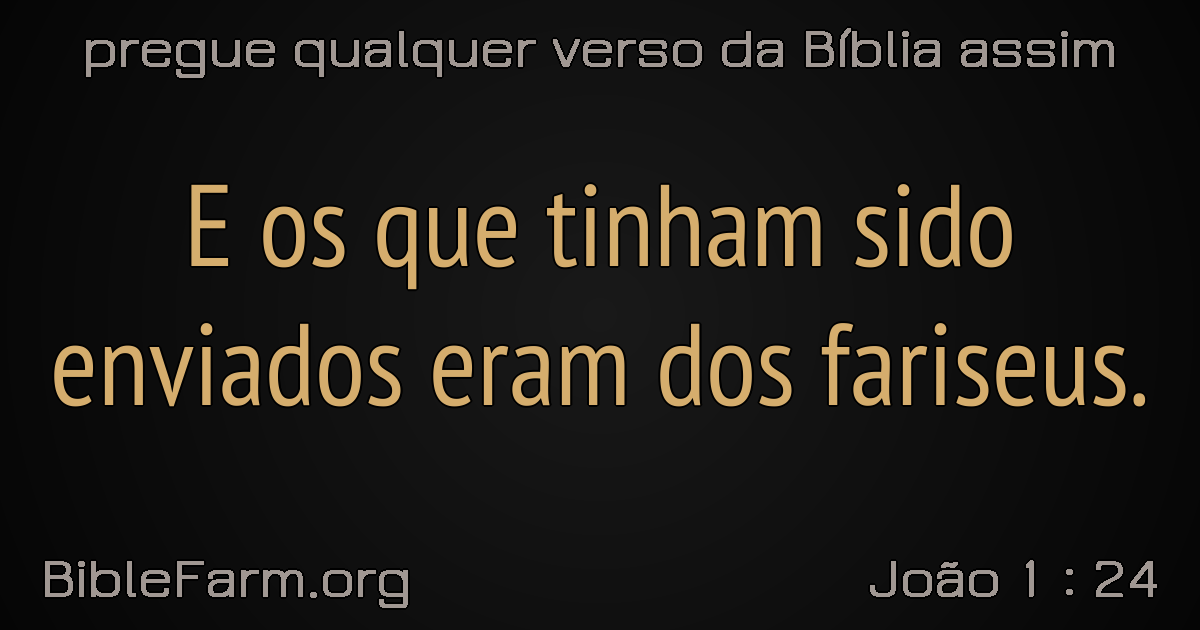 pregue qualquer verso da Bíblia assim
E os que tinham sido
enviados eram dos fariseus.
BibleFarm.org
João 1 : 24